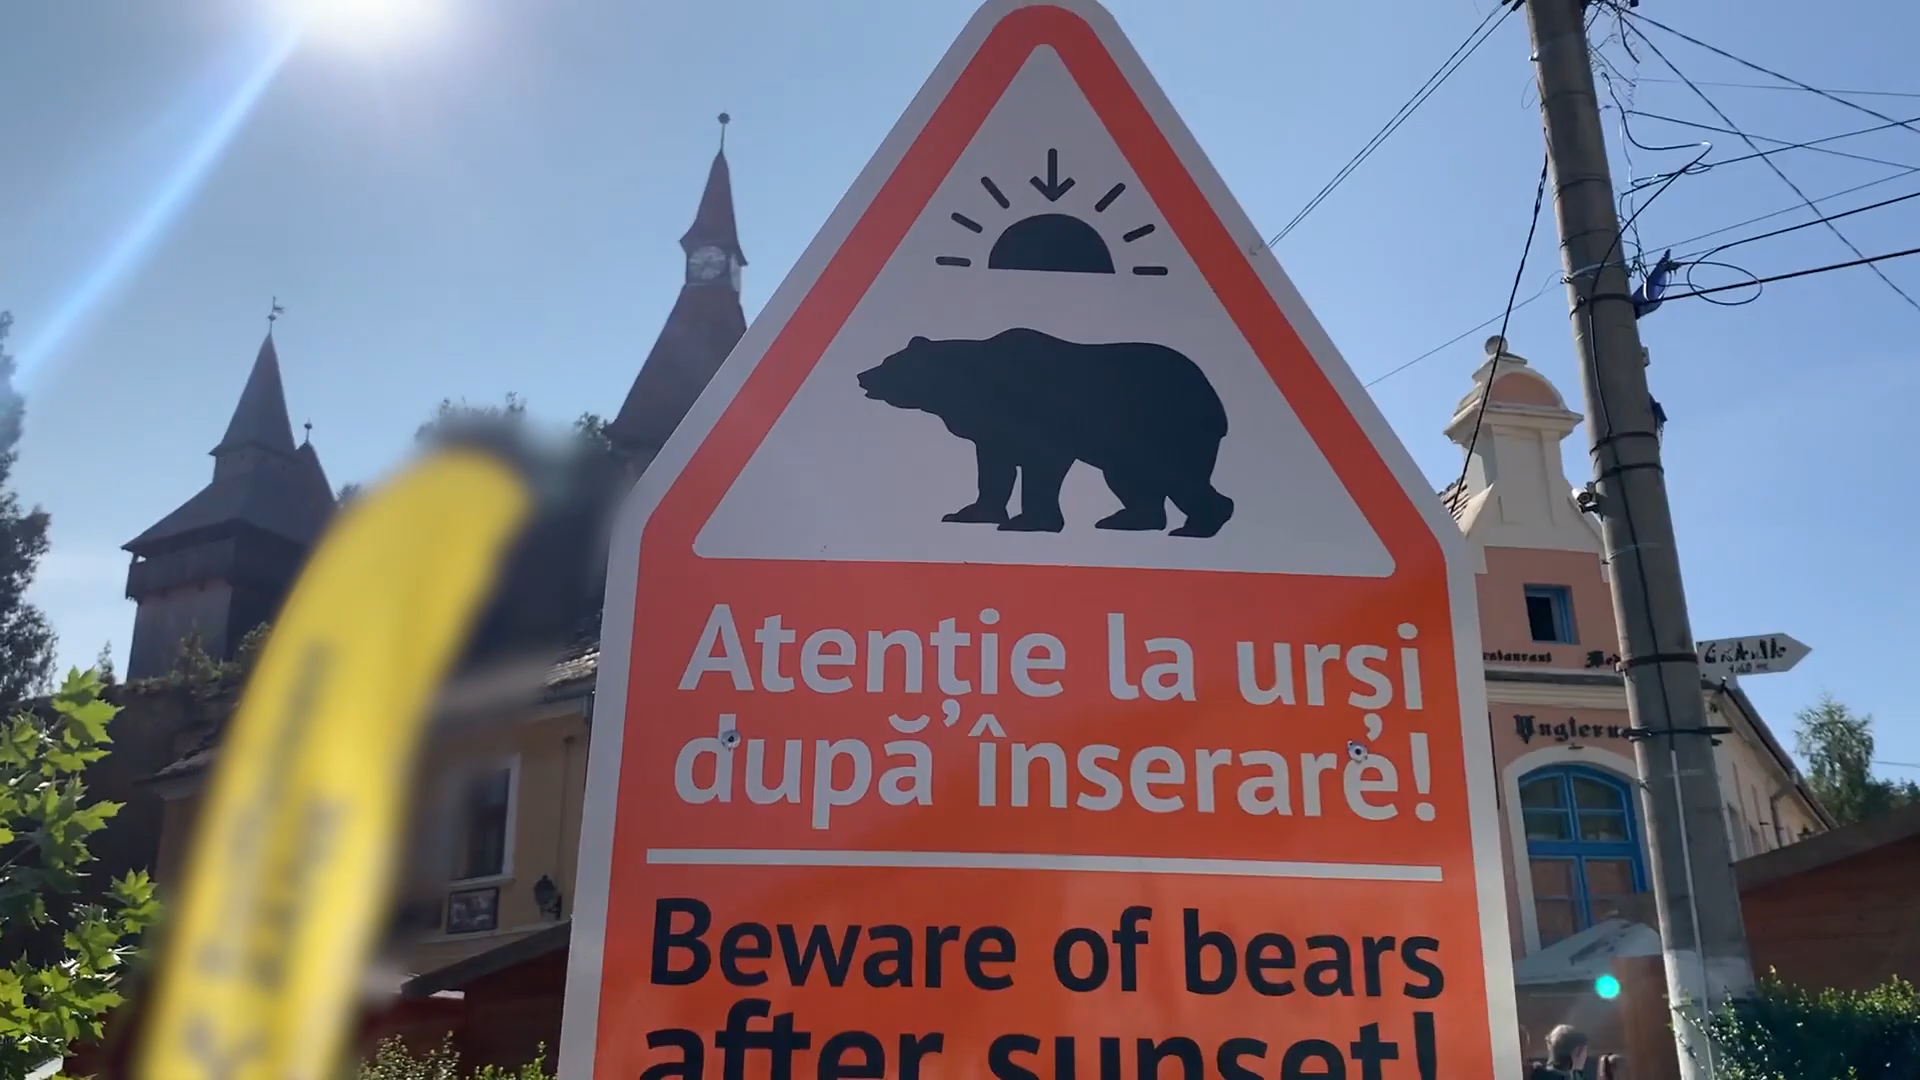 Atenție la urși
după înserare!
Beware of bears
after sunset!